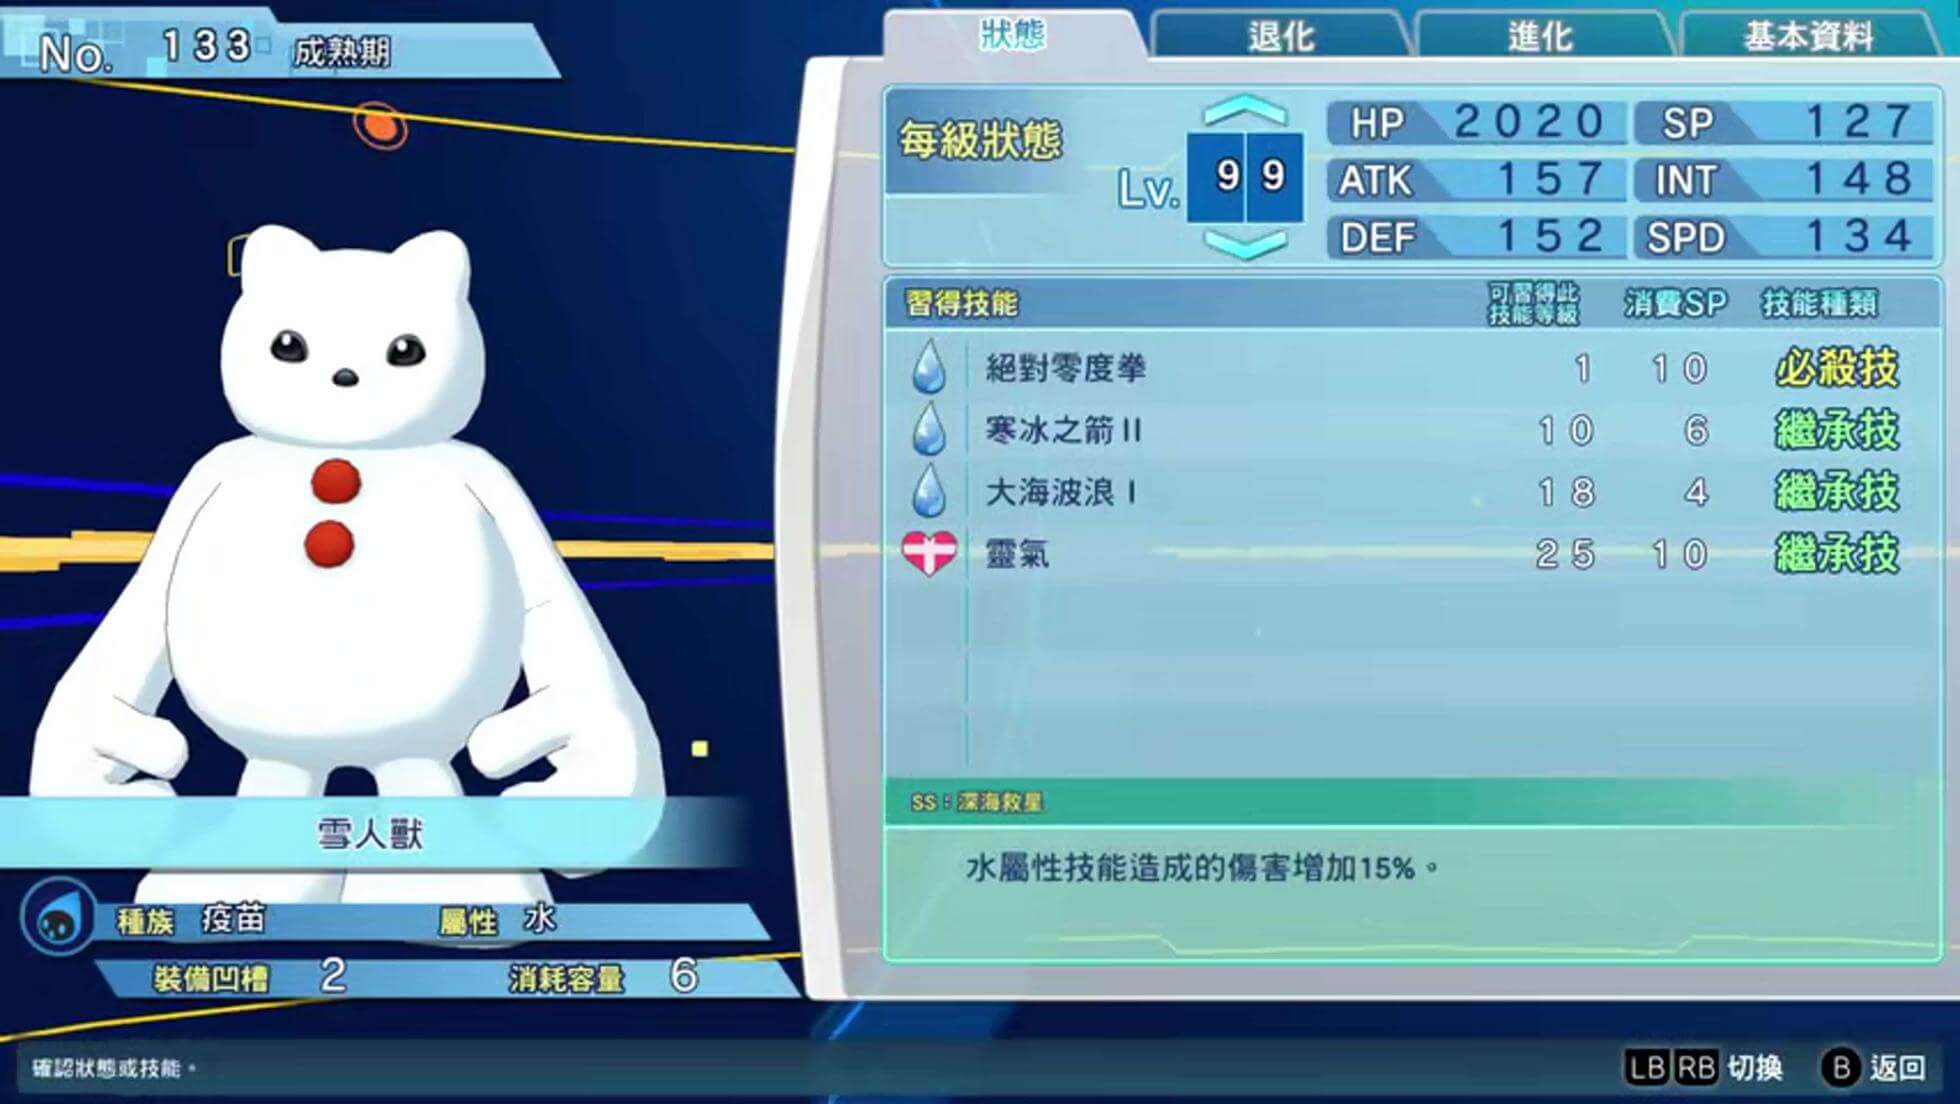 No. 133 成熟期
狀態 退化 進化 基本資料
每級狀態
Lv. 99
HP 2020 SP 127
ATK 157 INT 148
DEF 152 SPD 134
習得技能 可習得此技能等級 消費SP 技能種類
絕對零度拳 1 10 必殺技
寒冰之箭II 10 6 繼承技
大海波浪I 18 4 繼承技
靈氣 25 10 繼承技
SS：深海救星
水屬性技能造成的傷害增加15%。
雪人獸
種族 疫苗 屬性 水
裝備凹槽 2 消耗容量 6
確認狀態或技能。
LB RB 切換 B 返回